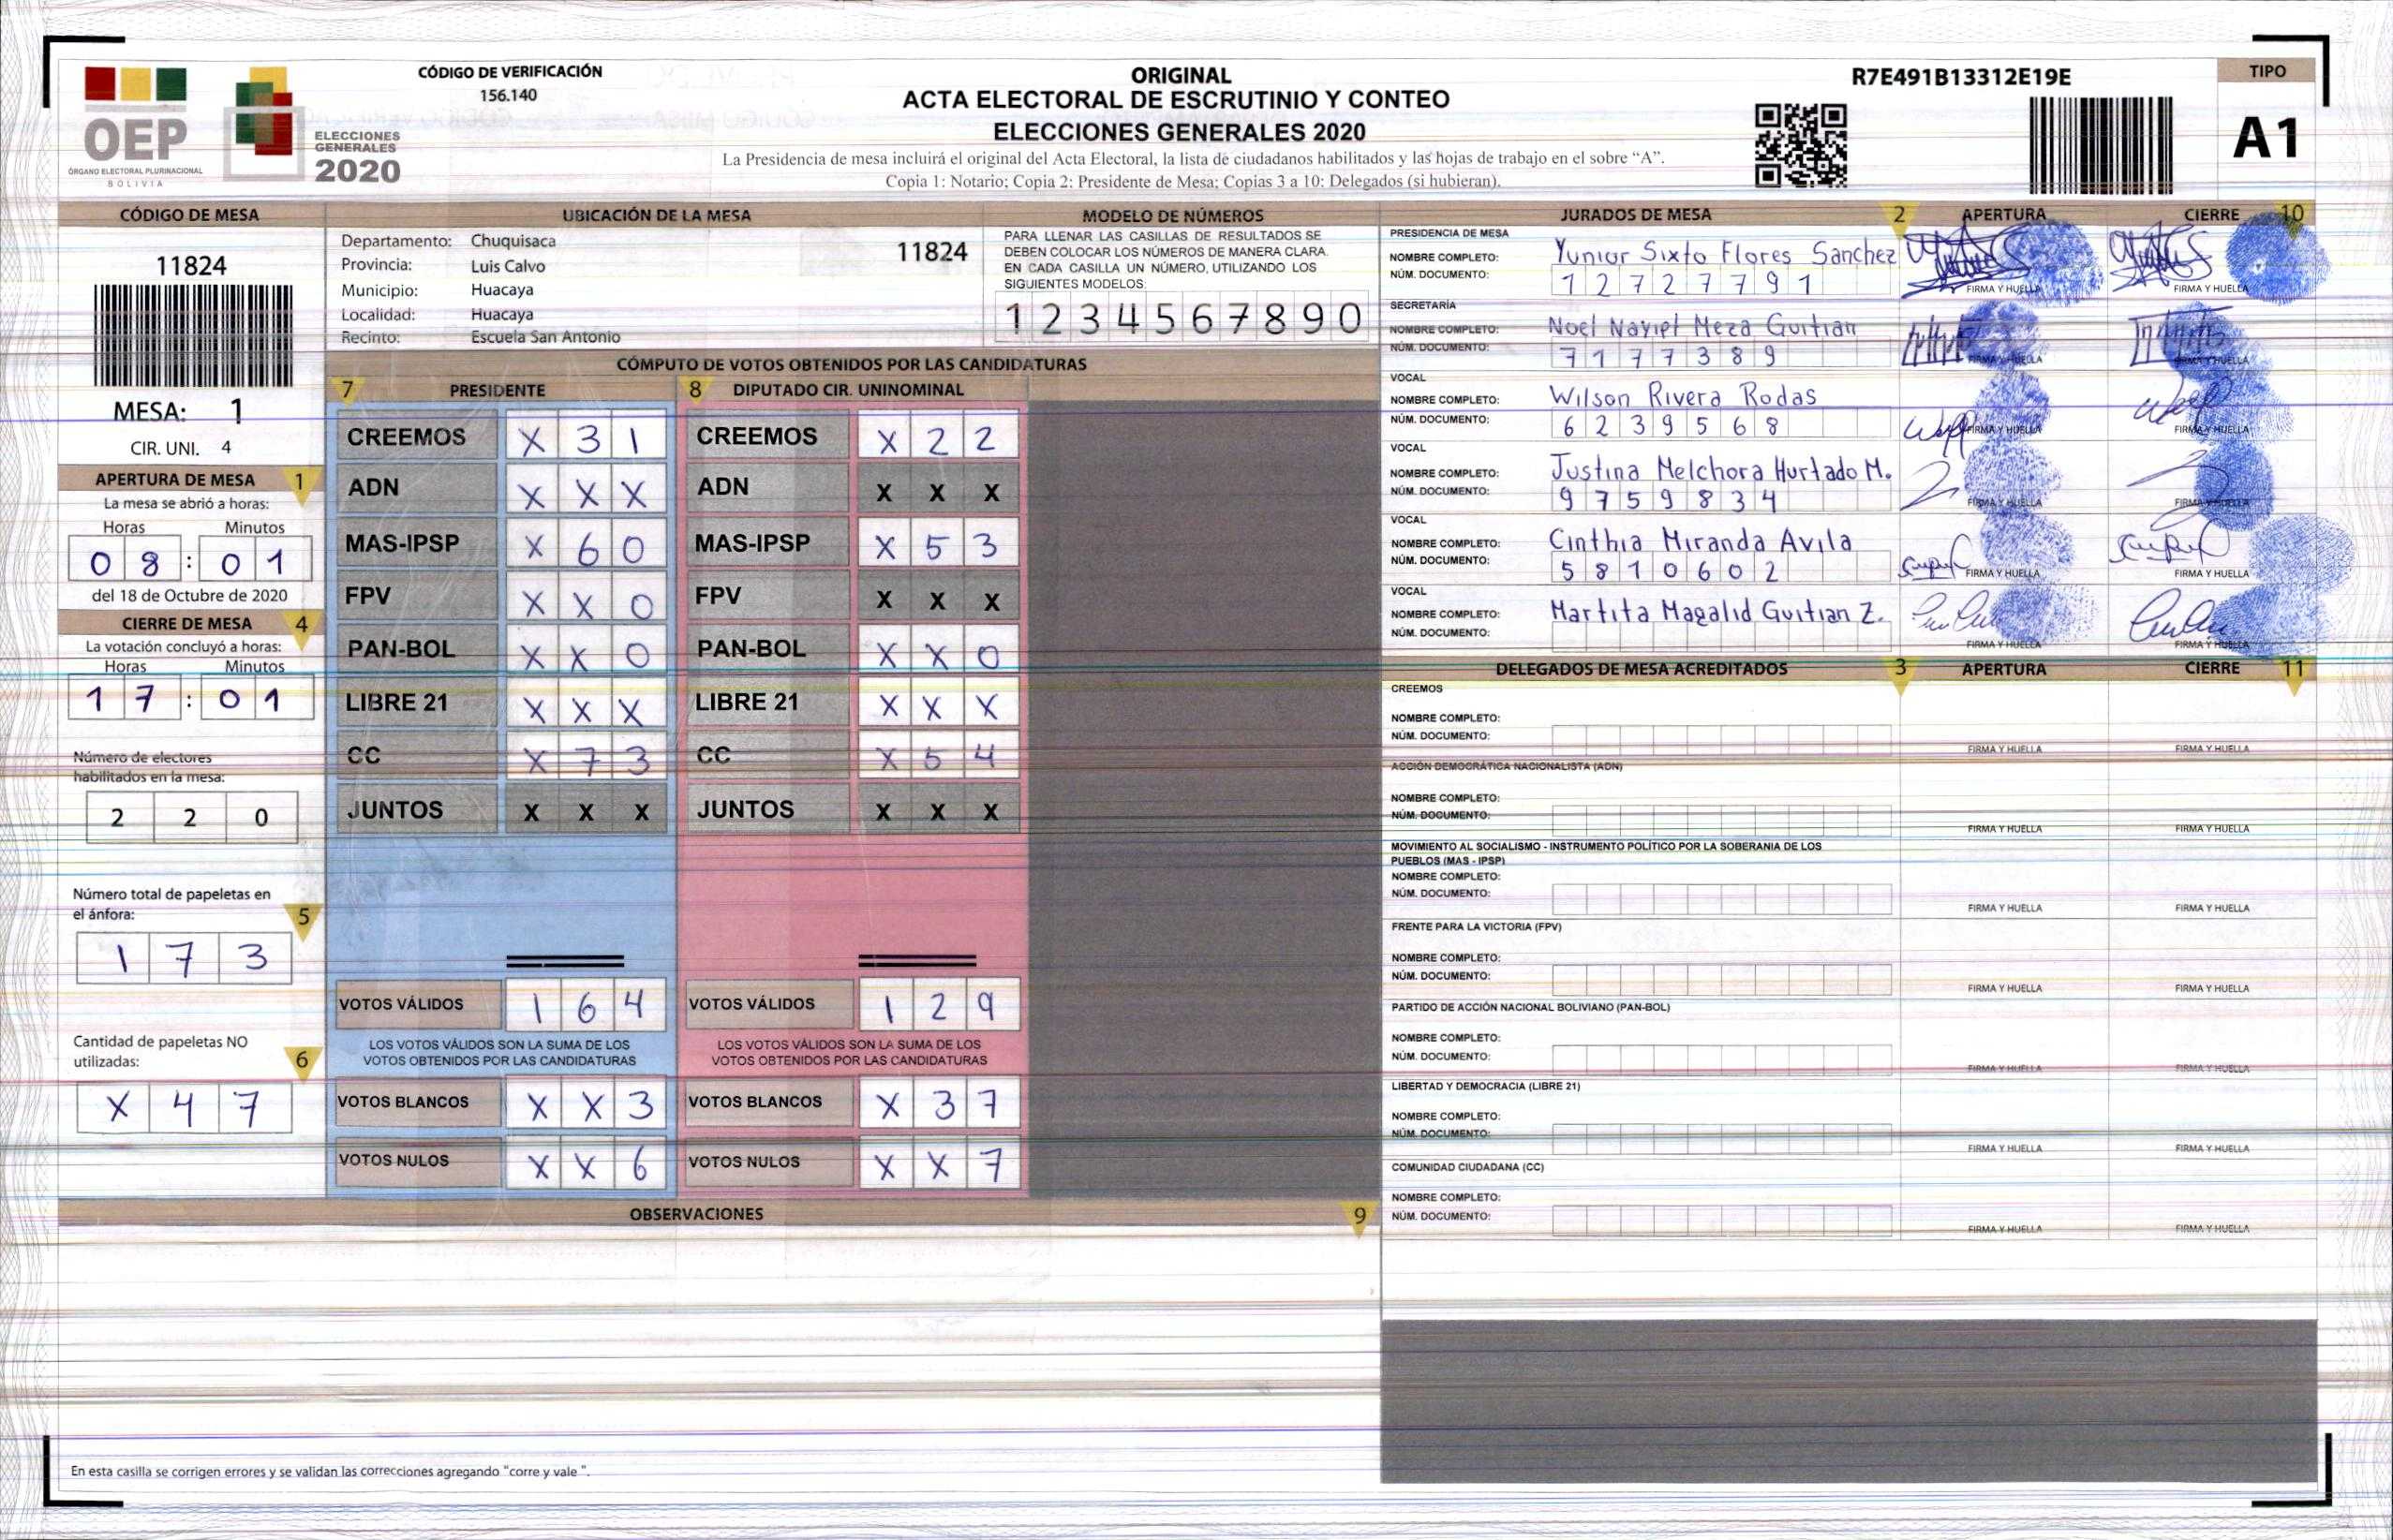 OEP
ÓRGANO ELECTORAL PLURINACIONAL
BOLIVIA
ELECCIONES
GENERALES
2020
CÓDIGO DE VERIFICACIÓN
156.140
ORIGINAL
ACTA ELECTORAL DE ESCRUTINIO Y CONTEO
ELECCIONES GENERALES 2020
La Presidencia de mesa incluirá el original del Acta Electoral, la lista de ciudadanos habilitados y las hojas de trabajo en el sobre “A”.
Copia 1: Notario; Copia 2: Presidente de Mesa; Copias 3 a 10: Delegados (si hubieran).
R7E491B13312E19E
TIPO
A1
CÓDIGO DE MESA
11824
MESA: 1
CIR. UNI. 4
APERTURA DE MESA 1
La mesa se abrió a horas:
Horas Minutos
0 8 : 0 1
del 18 de Octubre de 2020
CIERRE DE MESA 4
La votación concluyó a horas:
Horas Minutos
1 7 : 0 1
Número de electores
habilitados en la mesa:
2 2 0
Número total de papeletas en
el ánfora: 5
1 7 3
Cantidad de papeletas NO
utilizadas: 6
X 4 7
UBICACIÓN DE LA MESA
Departamento: Chuquisaca 11824
Provincia: Luis Calvo
Municipio: Huacaya
Localidad: Huacaya
Recinto: Escuela San Antonio
MODELO DE NÚMEROS
PARA LLENAR LAS CASILLAS DE RESULTADOS SE
DEBEN COLOCAR LOS NÚMEROS DE MANERA CLARA.
EN CADA CASILLA UN NÚMERO, UTILIZANDO LOS
SIGUIENTES MODELOS:
1 2 3 4 5 6 7 8 9 0
CÓMPUTO DE VOTOS OBTENIDOS POR LAS CANDIDATURAS
7 PRESIDENTE 8 DIPUTADO CIR. UNINOMINAL
CREEMOS X 3 1 CREEMOS X 2 2
ADN X X X ADN X X X
MAS-IPSP X 6 0 MAS-IPSP X 5 3
FPV X X 0 FPV X X X
PAN-BOL X X 0 PAN-BOL X X 0
LIBRE 21 X X X LIBRE 21 X X X
CC X 7 3 CC X 5 4
JUNTOS X X X JUNTOS X X X
VOTOS VÁLIDOS 1 6 4 VOTOS VÁLIDOS 1 2 9
LOS VOTOS VÁLIDOS SON LA SUMA DE LOS LOS VOTOS VÁLIDOS SON LA SUMA DE LOS
VOTOS OBTENIDOS POR LAS CANDIDATURAS VOTOS OBTENIDOS POR LAS CANDIDATURAS
VOTOS BLANCOS X X 3 VOTOS BLANCOS X 3 7
VOTOS NULOS X X 6 VOTOS NULOS X X 7
OBSERVACIONES 9
En esta casilla se corrigen errores y se validan las correcciones agregando "corre y vale ".
JURADOS DE MESA 2 APERTURA CIERRE 10
PRESIDENCIA DE MESA
NOMBRE COMPLETO: Yunior Sixto Flores Sanchez
NÚM. DOCUMENTO: 1 2 7 2 7 7 9 1
FIRMA Y HUELLA FIRMA Y HUELLA
SECRETARÍA
NOMBRE COMPLETO: Noel Meza Guitian
NÚM. DOCUMENTO: 7 1 7 7 3 8 9
FIRMA Y HUELLA FIRMA Y HUELLA
VOCAL
NOMBRE COMPLETO: Wilson Rivera Rodas
NÚM. DOCUMENTO: 6 2 3 9 5 6 8
FIRMA Y HUELLA FIRMA Y HUELLA
VOCAL
NOMBRE COMPLETO: Justina Melchora Hurtado M.
NÚM. DOCUMENTO: 9 7 5 9 8 3 4
FIRMA Y HUELLA FIRMA Y HUELLA
VOCAL
NOMBRE COMPLETO: Cinthia Miranda Avila
NÚM. DOCUMENTO: 5 8 1 0 6 0 2
FIRMA Y HUELLA FIRMA Y HUELLA
VOCAL
NOMBRE COMPLETO: Martita Magalid Guitian Z.
NÚM. DOCUMENTO:
FIRMA Y HUELLA FIRMA Y HUELLA
DELEGADOS DE MESA ACREDITADOS 3 APERTURA CIERRE 11
CREEMOS
NOMBRE COMPLETO:
NÚM. DOCUMENTO:
FIRMA Y HUELLA FIRMA Y HUELLA
ACCIÓN DEMOCRÁTICA NACIONALISTA (ADN)
NOMBRE COMPLETO:
NÚM. DOCUMENTO:
FIRMA Y HUELLA FIRMA Y HUELLA
MOVIMIENTO AL SOCIALISMO - INSTRUMENTO POLÍTICO POR LA SOBERANIA DE LOS
PUEBLOS (MAS - IPSP)
NOMBRE COMPLETO:
NÚM. DOCUMENTO:
FIRMA Y HUELLA FIRMA Y HUELLA
FRENTE PARA LA VICTORIA (FPV)
NOMBRE COMPLETO:
NÚM. DOCUMENTO:
FIRMA Y HUELLA FIRMA Y HUELLA
PARTIDO DE ACCIÓN NACIONAL BOLIVIANO (PAN-BOL)
NOMBRE COMPLETO:
NÚM. DOCUMENTO:
FIRMA Y HUELLA FIRMA Y HUELLA
LIBERTAD Y DEMOCRACIA (LIBRE 21)
NOMBRE COMPLETO:
NÚM. DOCUMENTO:
FIRMA Y HUELLA FIRMA Y HUELLA
COMUNIDAD CIUDADANA (CC)
NOMBRE COMPLETO:
NÚM. DOCUMENTO:
FIRMA Y HUELLA FIRMA Y HUELLA